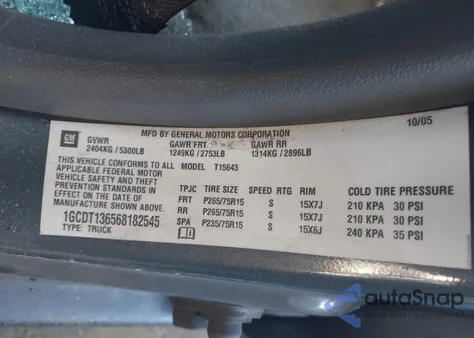 MFD BY GENERAL MOTORS CORPORATION 10/05
GM GVWR GAWR FRT GAWR RR
2404KG/5300LB 1249KG/2753LB 1314KG/2896LB
THIS VEHICLE CONFORMS TO ALL MODEL T15643
APPLICABLE FEDERAL MOTOR
VEHICLE SAFETY AND THEFT TPJC TIRE SIZE SPEED RTG RIM COLD TIRE PRESSURE
PREVENTION STANDARDS IN FRT P265/75R15 S 15X7J 210 KPA 30 PSI
EFFECT ON THE DATE OF RR P265/75R15 S 15X7J 210 KPA 30 PSI
MANUFACTURE SHOWN ABOVE. SPA P235/75R15 S 15X6J 240 KPA 35 PSI
1GCDT136568182545
TYPE: TRUCK
autaSnap